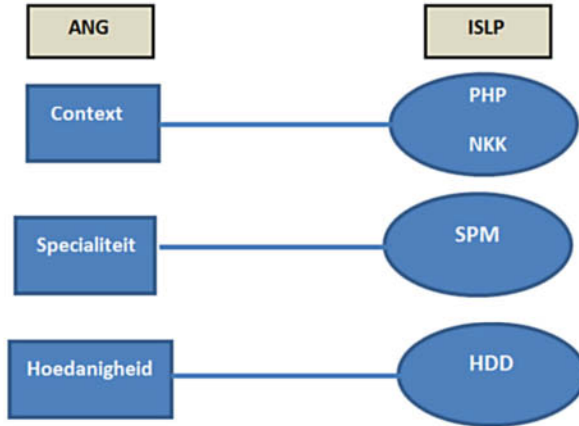 ANG
ISLP
Context
PHP
NKK
Specialiteit
SPM
Hoedanigheid
HDD